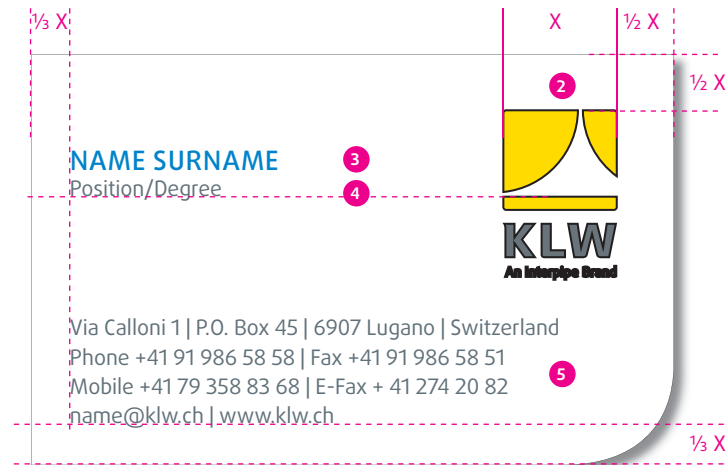 ⅓ X
X
½ X
½ X
2
NAME SURNAME
3
Position/Degree
4
KLW
An Interpipe Brand
Via Calloni 1 | P.O. Box 45 | 6907 Lugano | Switzerland
Phone +41 91 986 58 58 | Fax +41 91 986 58 51
5
Mobile +41 79 358 83 68 | E-Fax + 41 274 20 82
name@klw.ch | www.klw.ch
⅓ X